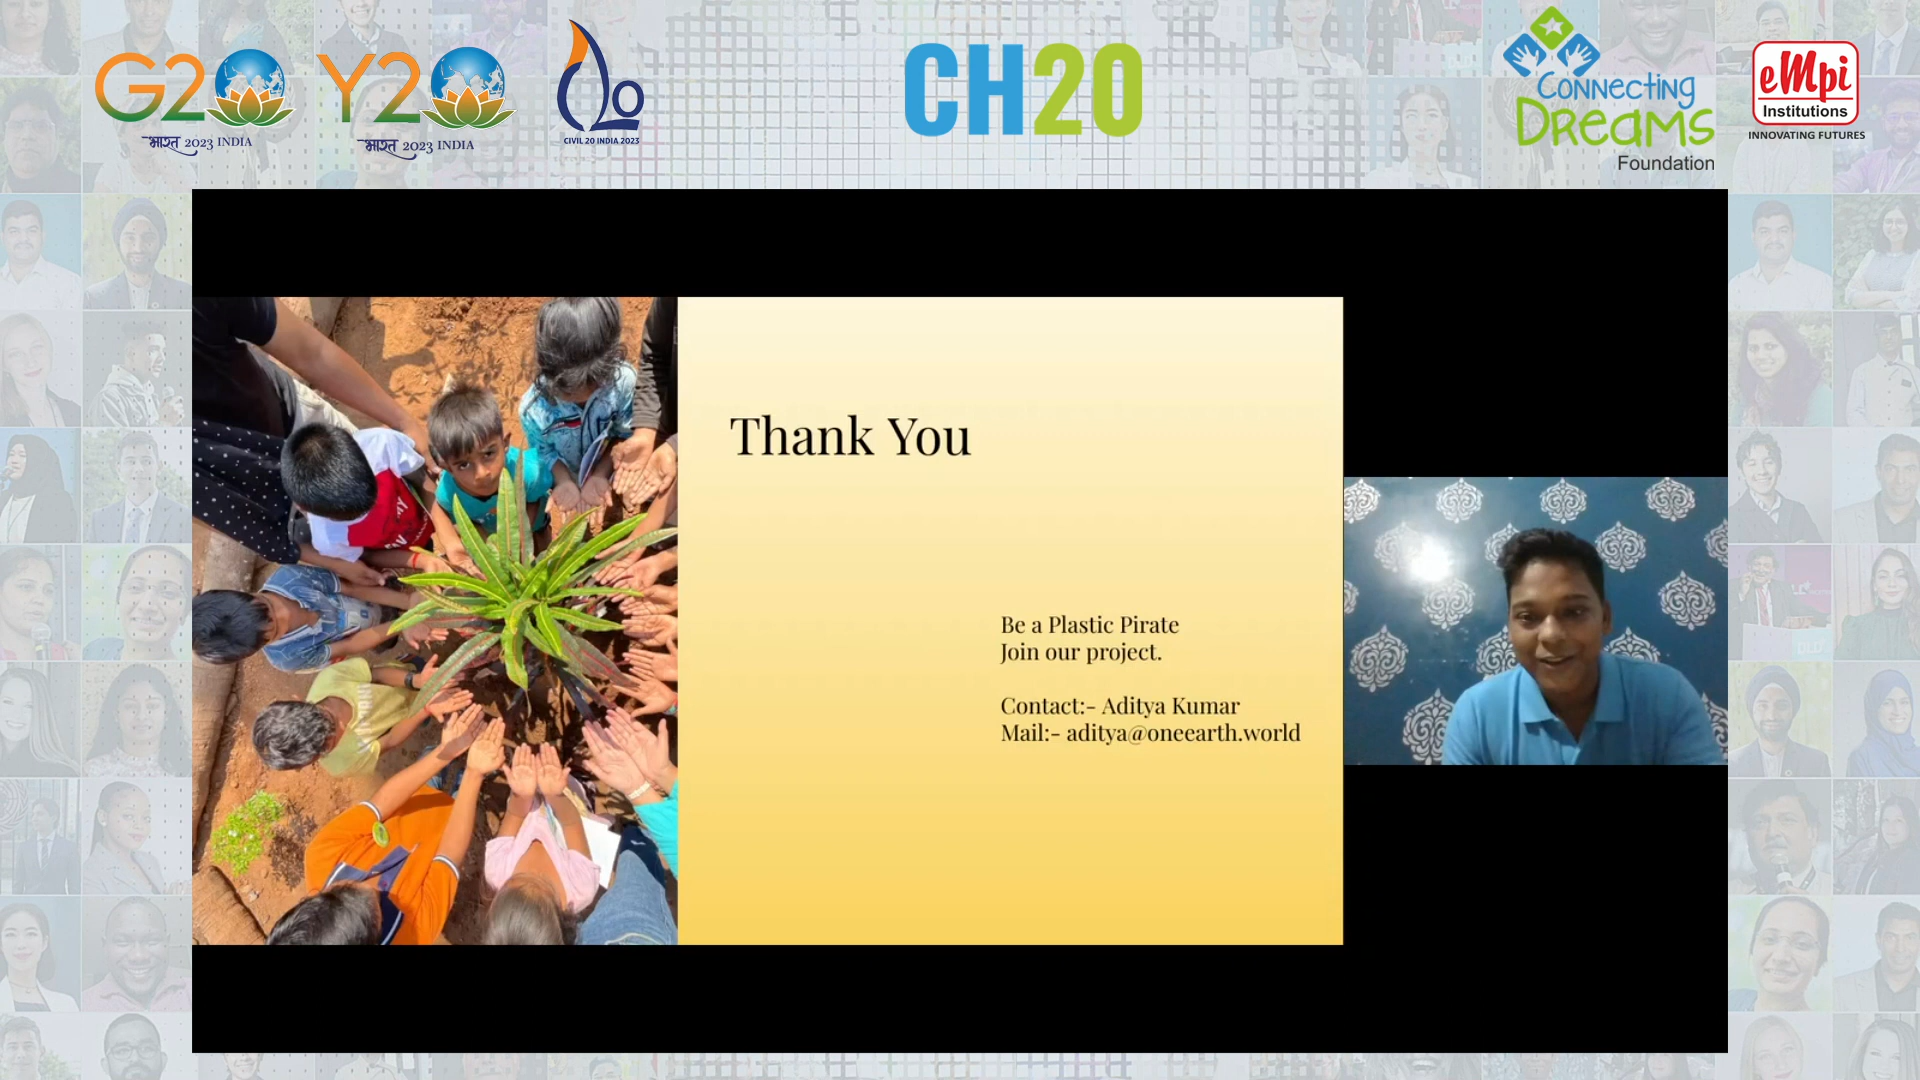 G20
भारत 2023 INDIA
Y20
भारत 2023 INDIA
CIVIL 20 INDIA 2023
CH20
Connecting
Dreams
Foundation
eMpi
Institutions
INNOVATING FUTURES
Thank You
Be a Plastic Pirate
Join our project.
Contact:- Aditya Kumar
Mail:- aditya@oneearth.world